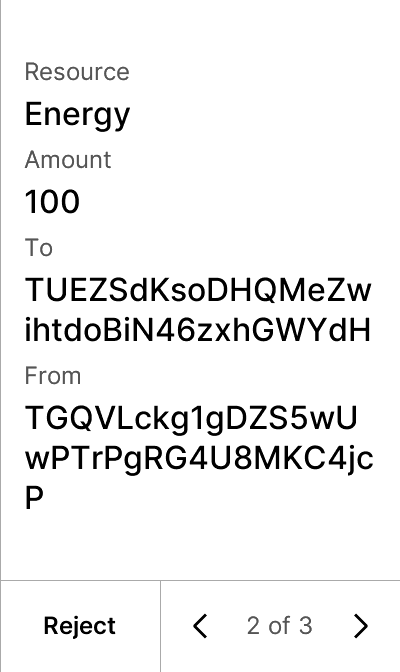 Resource
Energy
Amount
100
To
TUEZSdKsoDHQMeZw
ihtdoBiN46zxhGWYdH
From
TGQVLckg1gDZS5wU
wPTrPgRG4U8MKC4jc
P
Reject
2 of 3